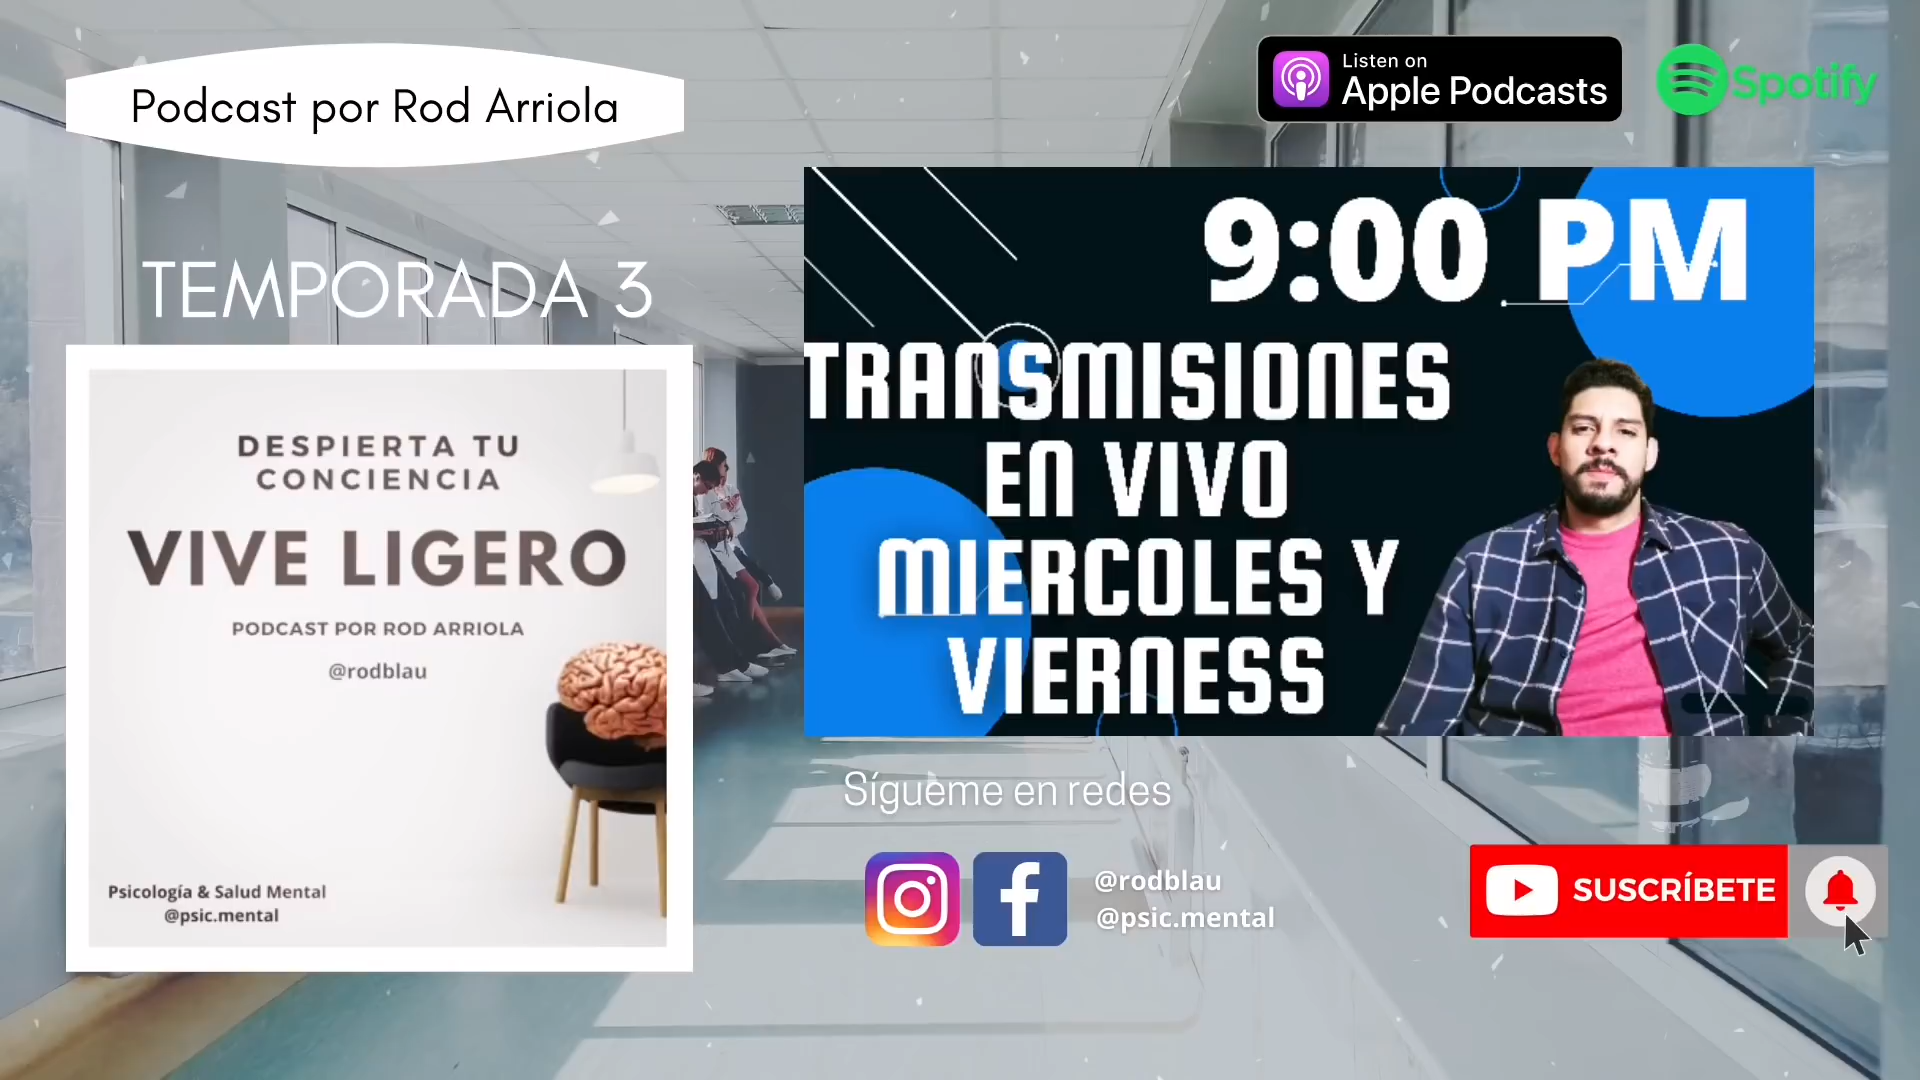 Podcast por Rod Arriola
Listen on
Apple Podcasts
Spotify
TEMPORADA 3
DESPIERTA TU
CONCIENCIA
VIVE LIGERO
PODCAST POR ROD ARRIOLA
@rodblau
Psicología & Salud Mental
@psic.mental
9:00 PM
TRANSMISIONES
EN VIVO
MIERCOLES Y
VIERNESS
Sígueme en redes
@rodblau
@psic.mental
SUSCRÍBETE